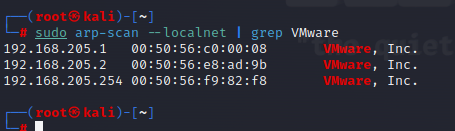 ┌──(root㉿kali)-[~]
└─# sudo arp-scan --localnet | grep VMware
192.168.205.1 00:50:56:c0:00:08 VMware, Inc.
192.168.205.2 00:50:56:e8:ad:9b VMware, Inc.
192.168.205.254 00:50:56:f9:82:f8 VMware, Inc.
┌──(root㉿kali)-[~]
└─#